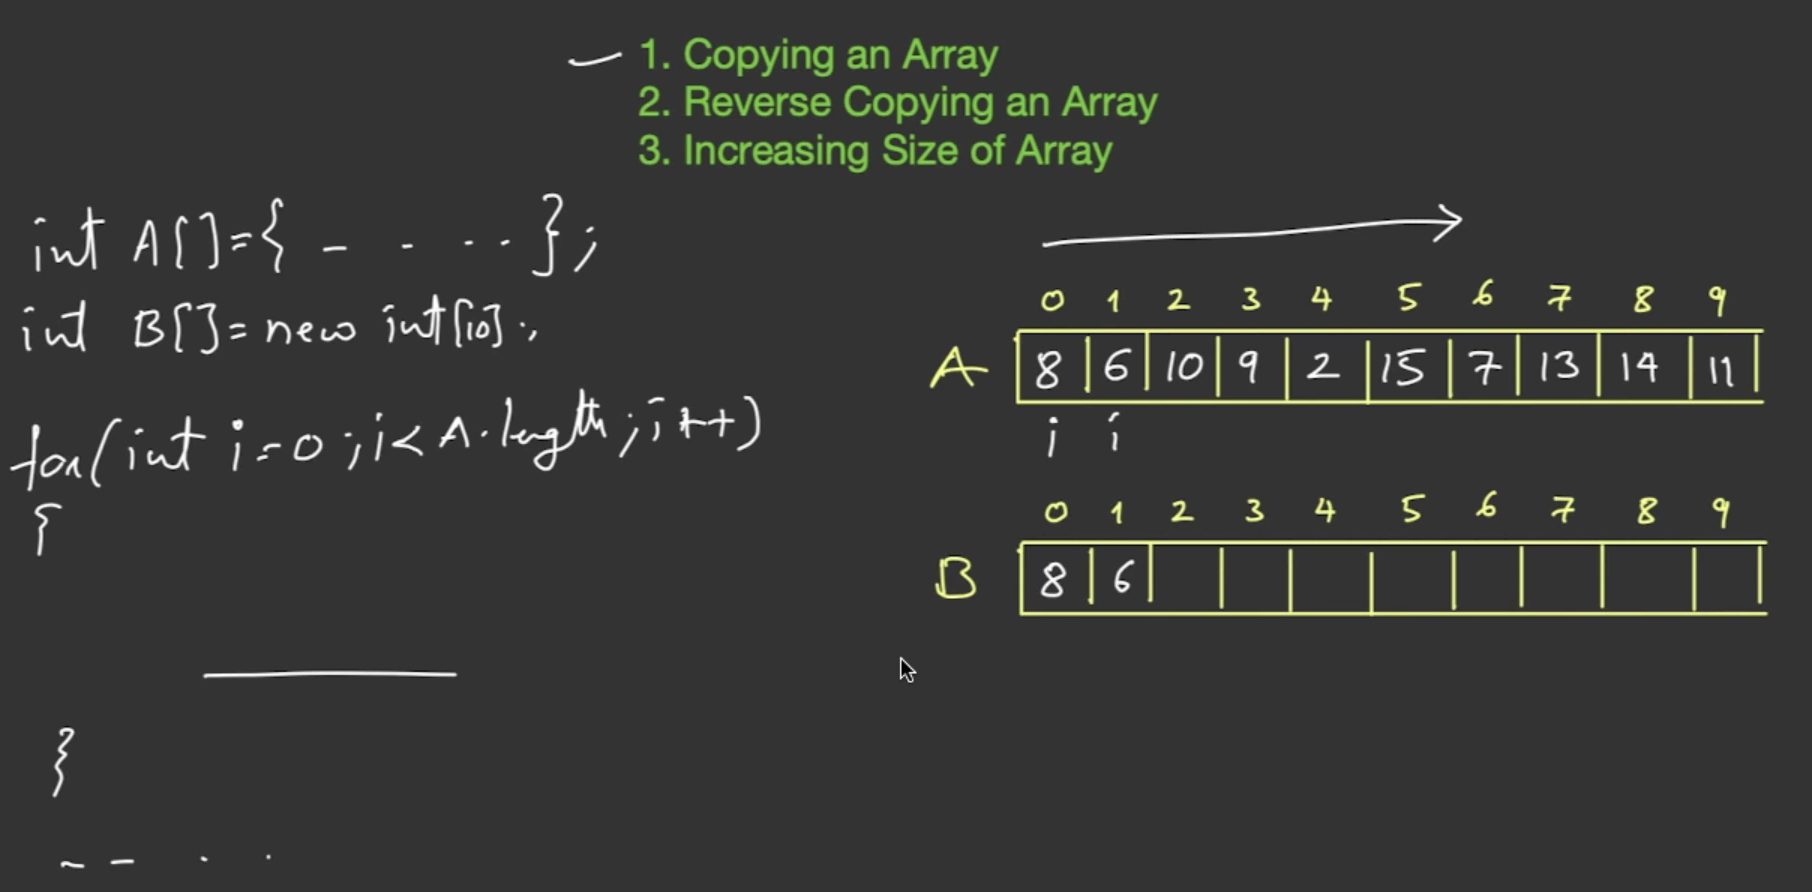 1. Copying an Array
2. Reverse Copying an Array
3. Increasing Size of Array
int A[]={ - - - - - };
int B[]=new int[10];
for(int i=0;i<A.length;i++)
{
}
0 1 2 3 4 5 6 7 8 9
A 8 6 10 9 2 15 7 13 14 11
i i
0 1 2 3 4 5 6 7 8 9
B 8 6